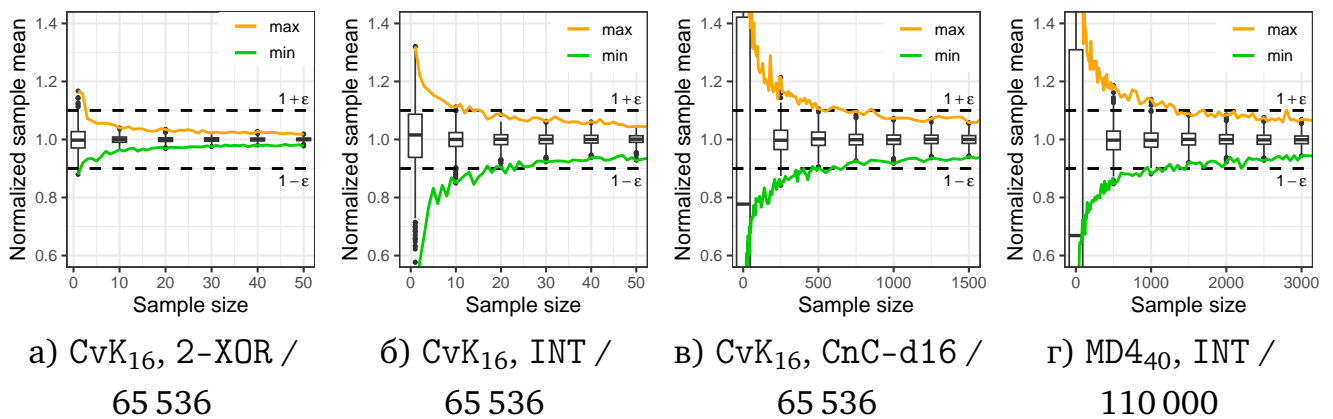 1.4
1.2
1.0
0.8
0.6
Normalized sample mean
max
min
1+ε
1−ε
0 10 20 30 40 50
Sample size
а) CvK16, 2-XOR /
65 536
1.4
1.2
1.0
0.8
0.6
Normalized sample mean
max
min
1+ε
1−ε
0 10 20 30 40 50
Sample size
б) CvK16, INT /
65 536
1.4
1.2
1.0
0.8
0.6
Normalized sample mean
max
min
1+ε
1−ε
0 500 1000 1500
Sample size
в) CvK16, CnC-d16 /
65 536
1.4
1.2
1.0
0.8
0.6
Normalized sample mean
max
min
1+ε
1−ε
0 1000 2000 3000
Sample size
г) MD440, INT /
110 000